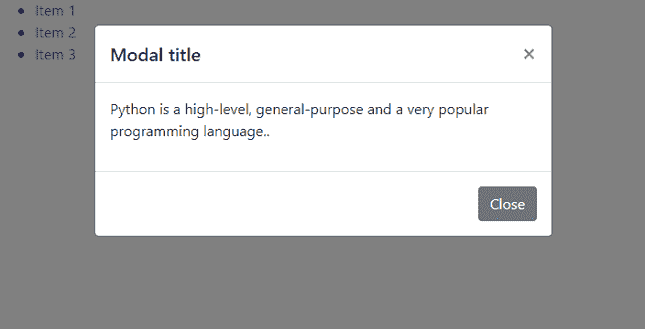 Item 1
Item 2
Item 3
Modal title ×
Python is a high-level, general-purpose and a very popular
programming language..
Close